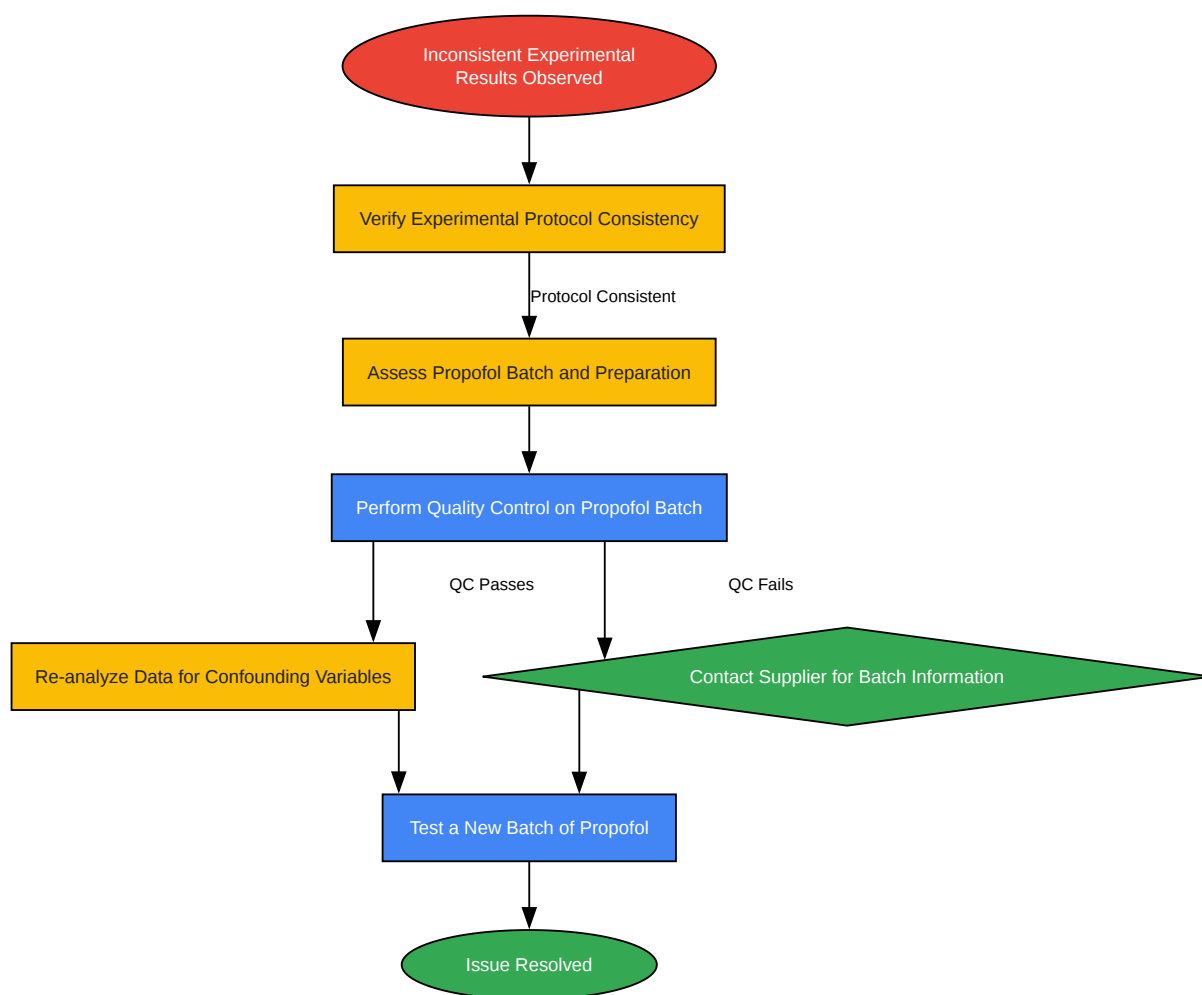 Inconsistent Experimental
Results Observed
Verify Experimental Protocol Consistency
Protocol Consistent
Assess Propofol Batch and Preparation
Perform Quality Control on Propofol Batch
QC Passes
QC Fails
Re-analyze Data for Confounding Variables
Contact Supplier for Batch Information
Test a New Batch of Propofol
Issue Resolved